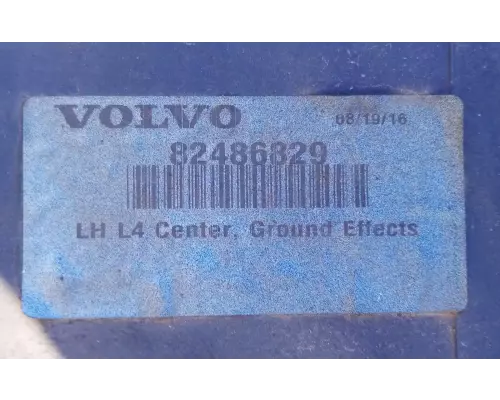 VOLVO 08/19/16
82486829
LH L4 Center, Ground Effects